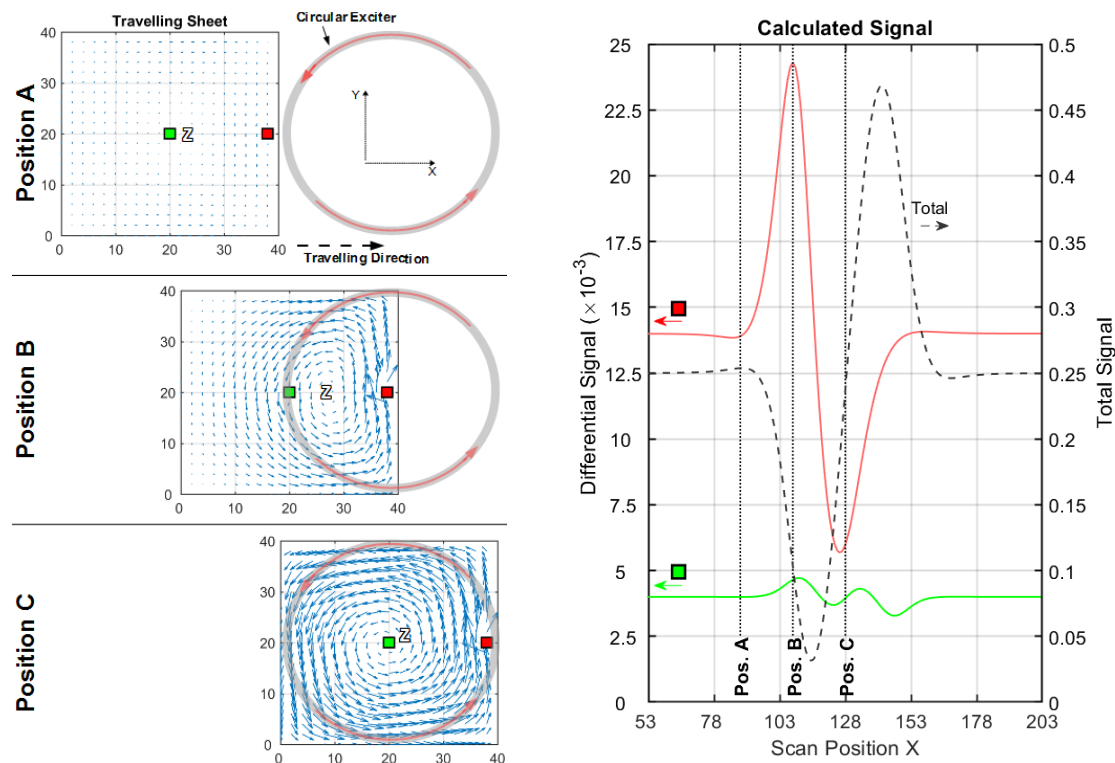 Travelling Sheet
Circular Exciter
Position A
40
30
20
10
0
0 10 20 30 40
Z
Y
X
Travelling Direction
Position B
40
30
20
10
0
0 10 20 30 40
Z
Position C
40
30
20
10
0
0 10 20 30 40
Z
Calculated Signal
Differential Signal (×10⁻³)
25
22.5
20
17.5
15
12.5
10
7.5
5
2.5
0
Total Signal
0.5
0.45
0.4
0.35
0.3
0.25
0.2
0.15
0.1
0.05
0
Total
Pos. A
Pos. B
Pos. C
53 78 103 128 153 178 203
Scan Position X